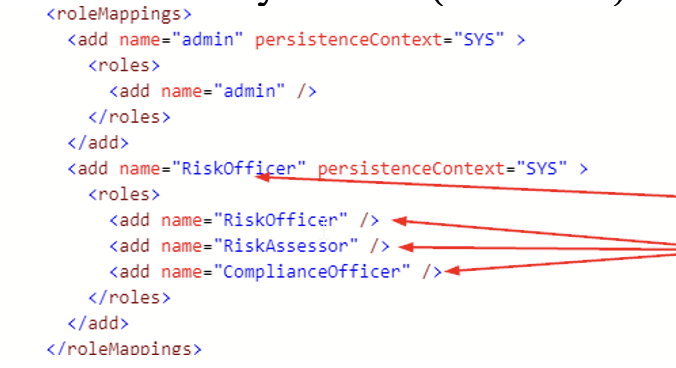 <roleMappings>
<add name="admin" persistenceContext="SYS" >
<roles>
<add name="admin" />
</roles>
</add>
<add name="RiskOfficer" persistenceContext="SYS" >
<roles>
<add name="RiskOfficer" />
<add name="RiskAssessor" />
<add name="ComplianceOfficer" />
</roles>
</add>
</roleMappings>